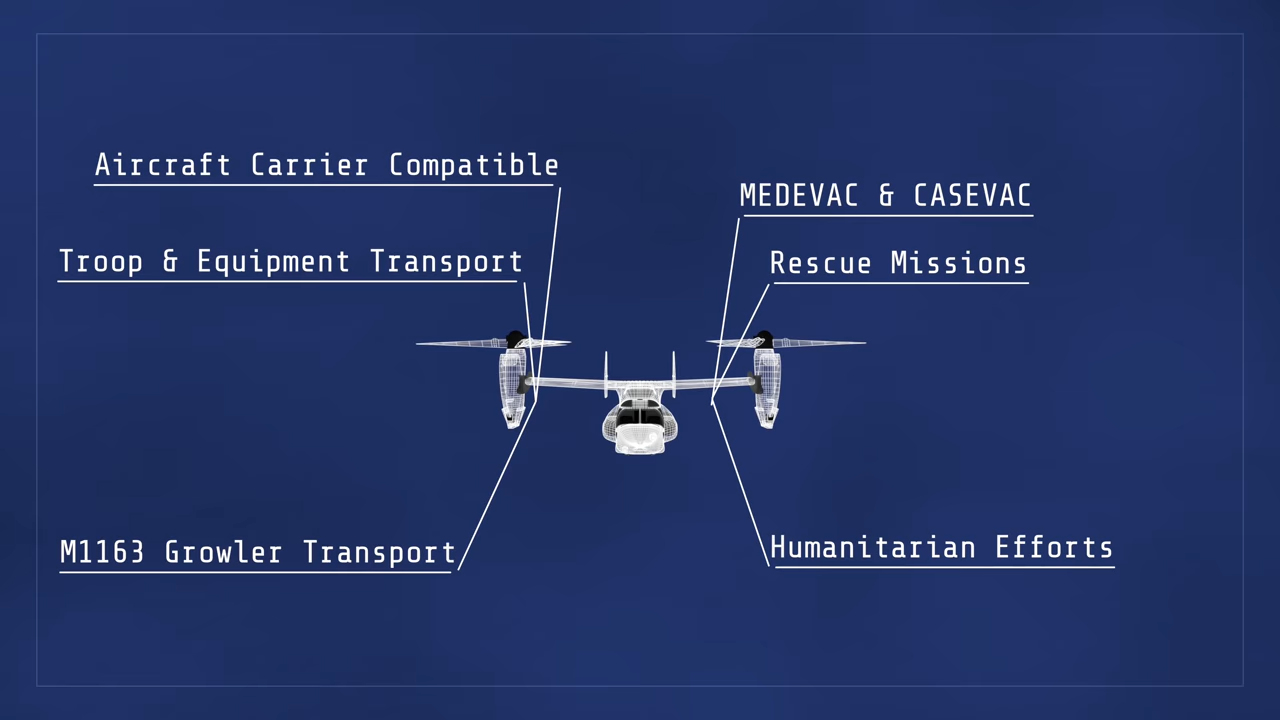 Aircraft Carrier Compatible
MEDEVAC & CASEVAC
Troop & Equipment Transport
Rescue Missions
M1163 Growler Transport
Humanitarian Efforts